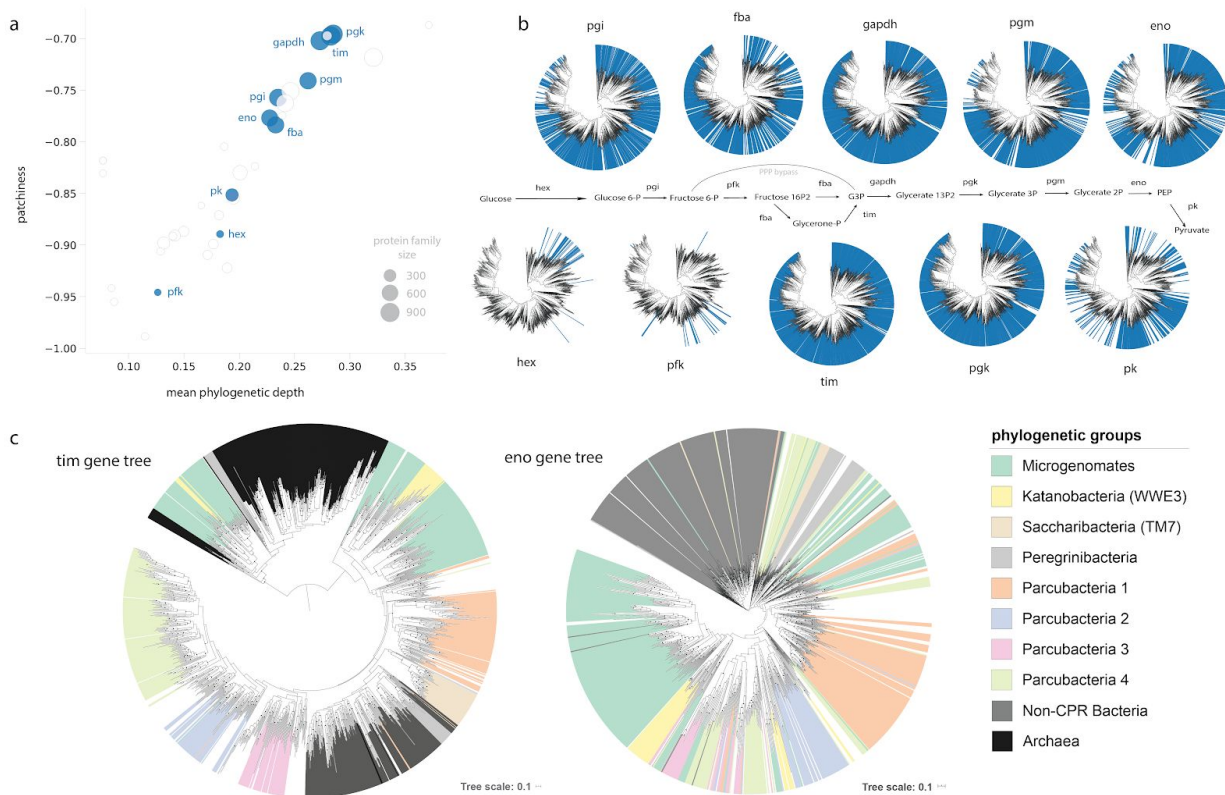 a
patchiness
−0.70
−0.75
−0.80
−0.85
−0.90
−0.95
−1.00
0.10
0.15
0.20
0.25
0.30
0.35
mean phylogenetic depth
gapdh
pgk
tim
pgm
pgi
eno
fba
pk
hex
pfk
protein family
size
300
600
900
b
pgi
fba
gapdh
pgm
eno
PPP bypass
hex
pgi
pfk
fba
gapdh
pgk
pgm
eno
Glucose
Glucose 6-P
Fructose 6-P
Fructose 16P2
G3P
Glycerate 13P2
Glycerate 3P
Glycerate 2P
PEP
fba
Glycerone-P
tim
pk
Pyruvate
hex
pfk
tim
pgk
pk
c
tim gene tree
Tree scale: 0.1
eno gene tree
Tree scale: 0.1
phylogenetic groups
Microgenomates
Katanobacteria (WWE3)
Saccharibacteria (TM7)
Peregrinibacteria
Parcubacteria 1
Parcubacteria 2
Parcubacteria 3
Parcubacteria 4
Non-CPR Bacteria
Archaea